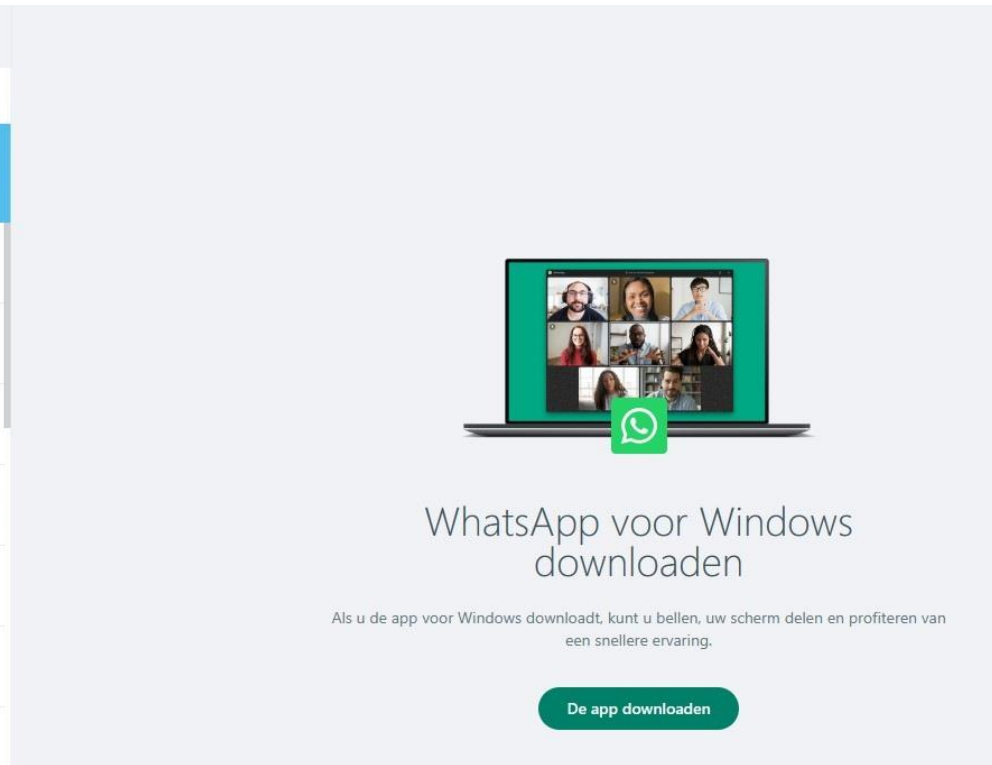 WhatsApp voor Windows
downloaden
Als u de app voor Windows downloadt, kunt u bellen, uw scherm delen en profiteren van
een snellere ervaring.
De app downloaden